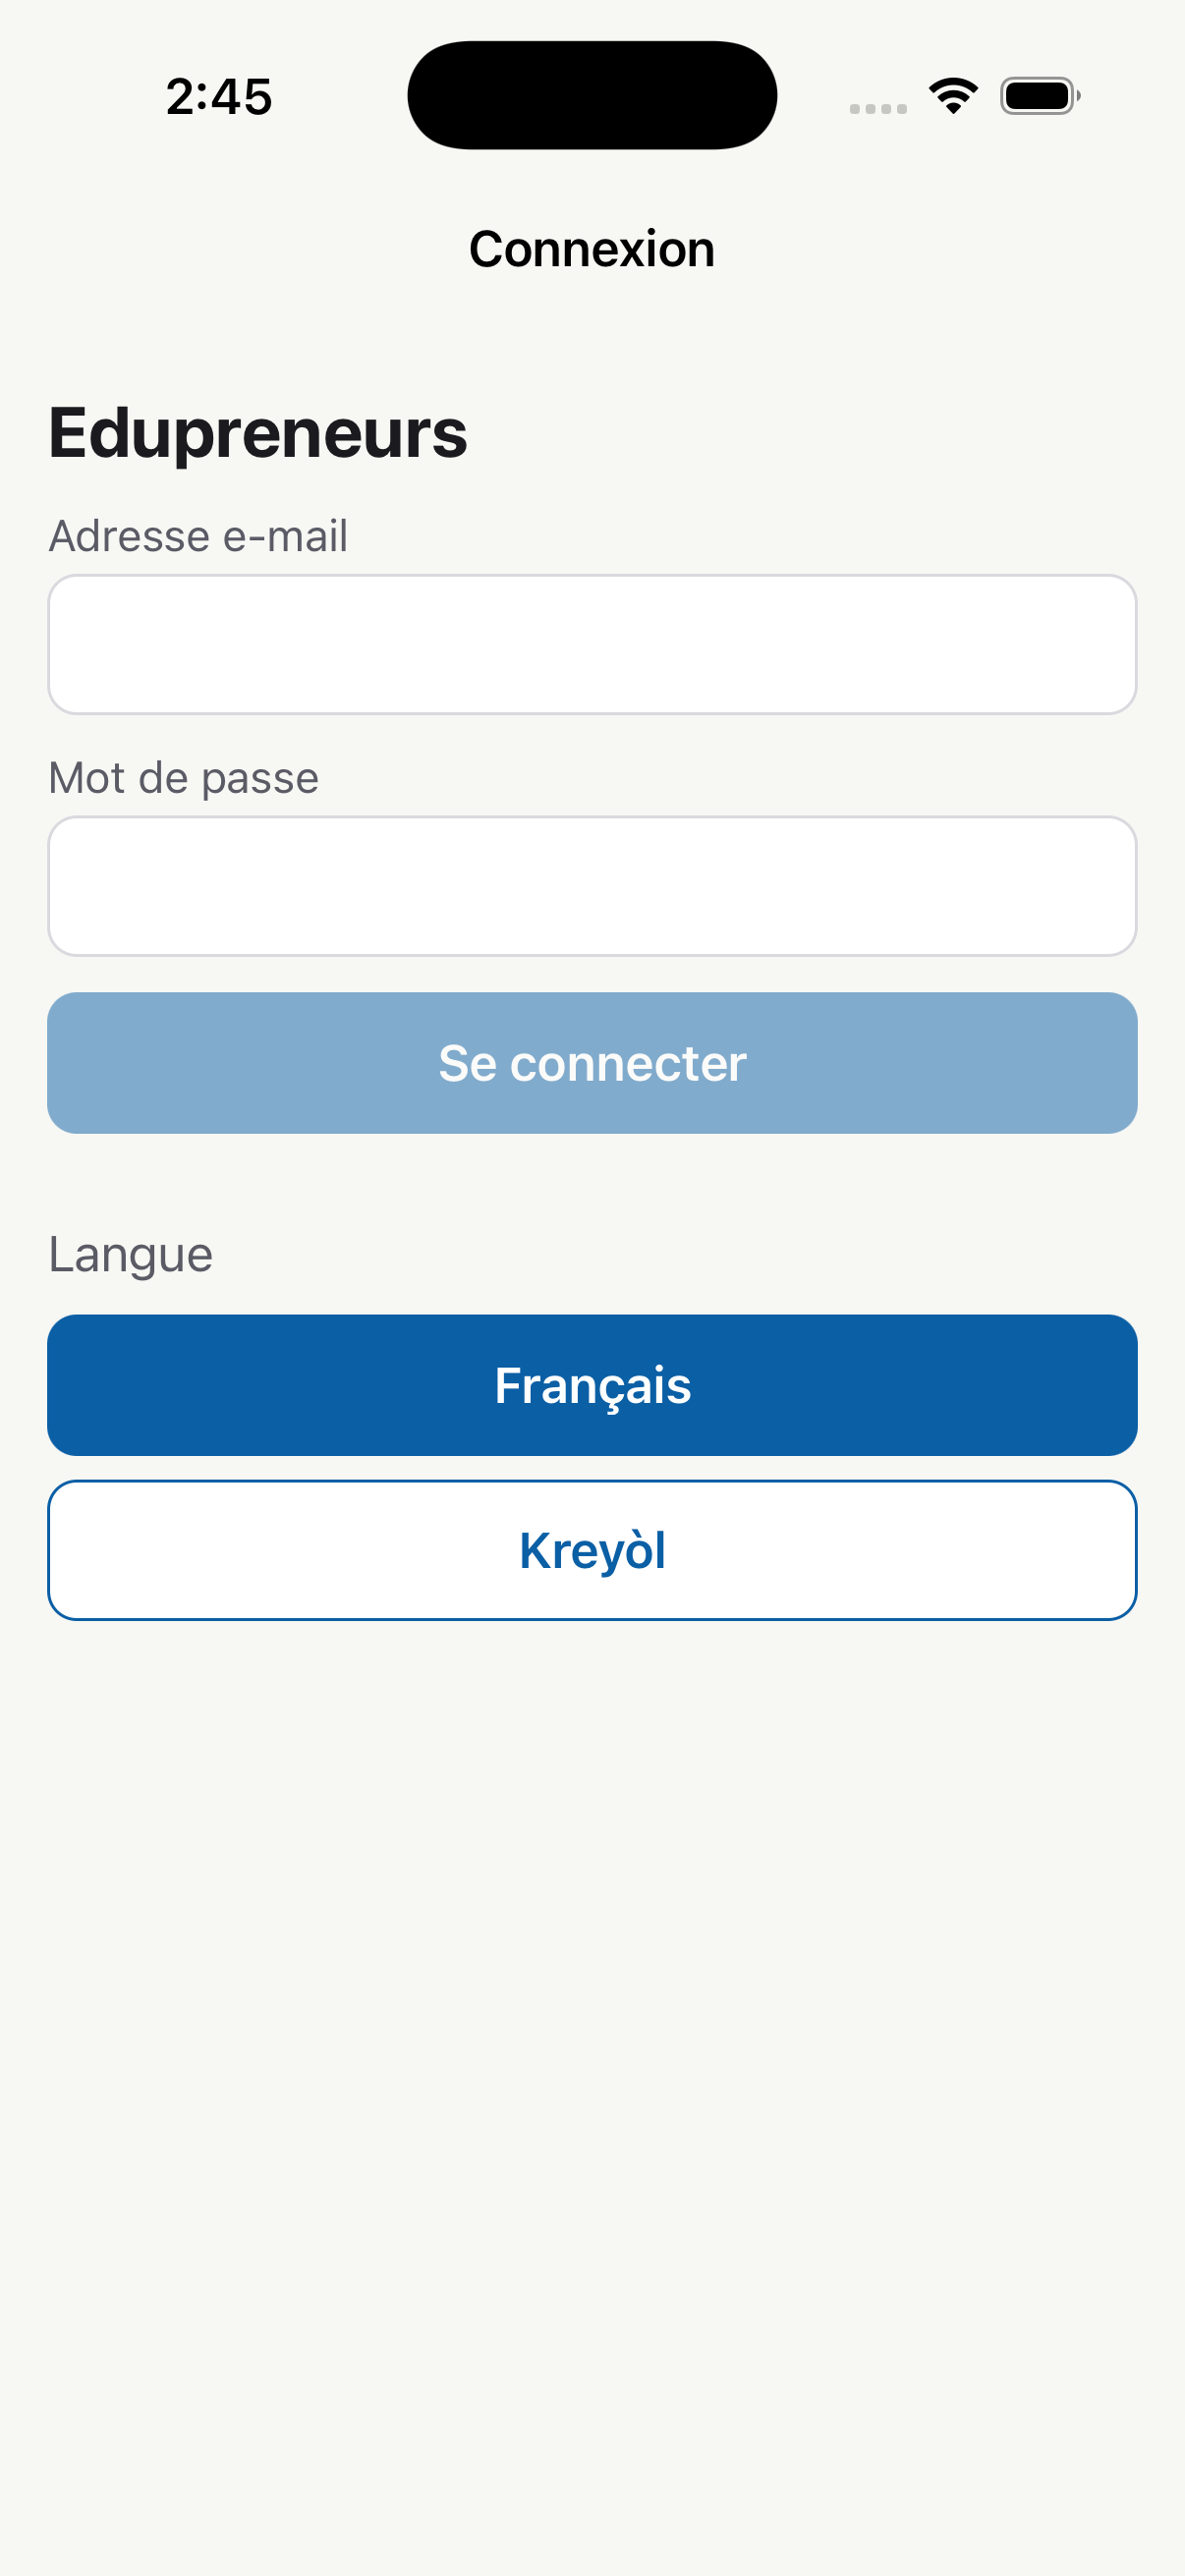 2:45
Connexion
Edupreneurs
Adresse e-mail
Mot de passe
Se connecter
Langue
Français
Kreyòl